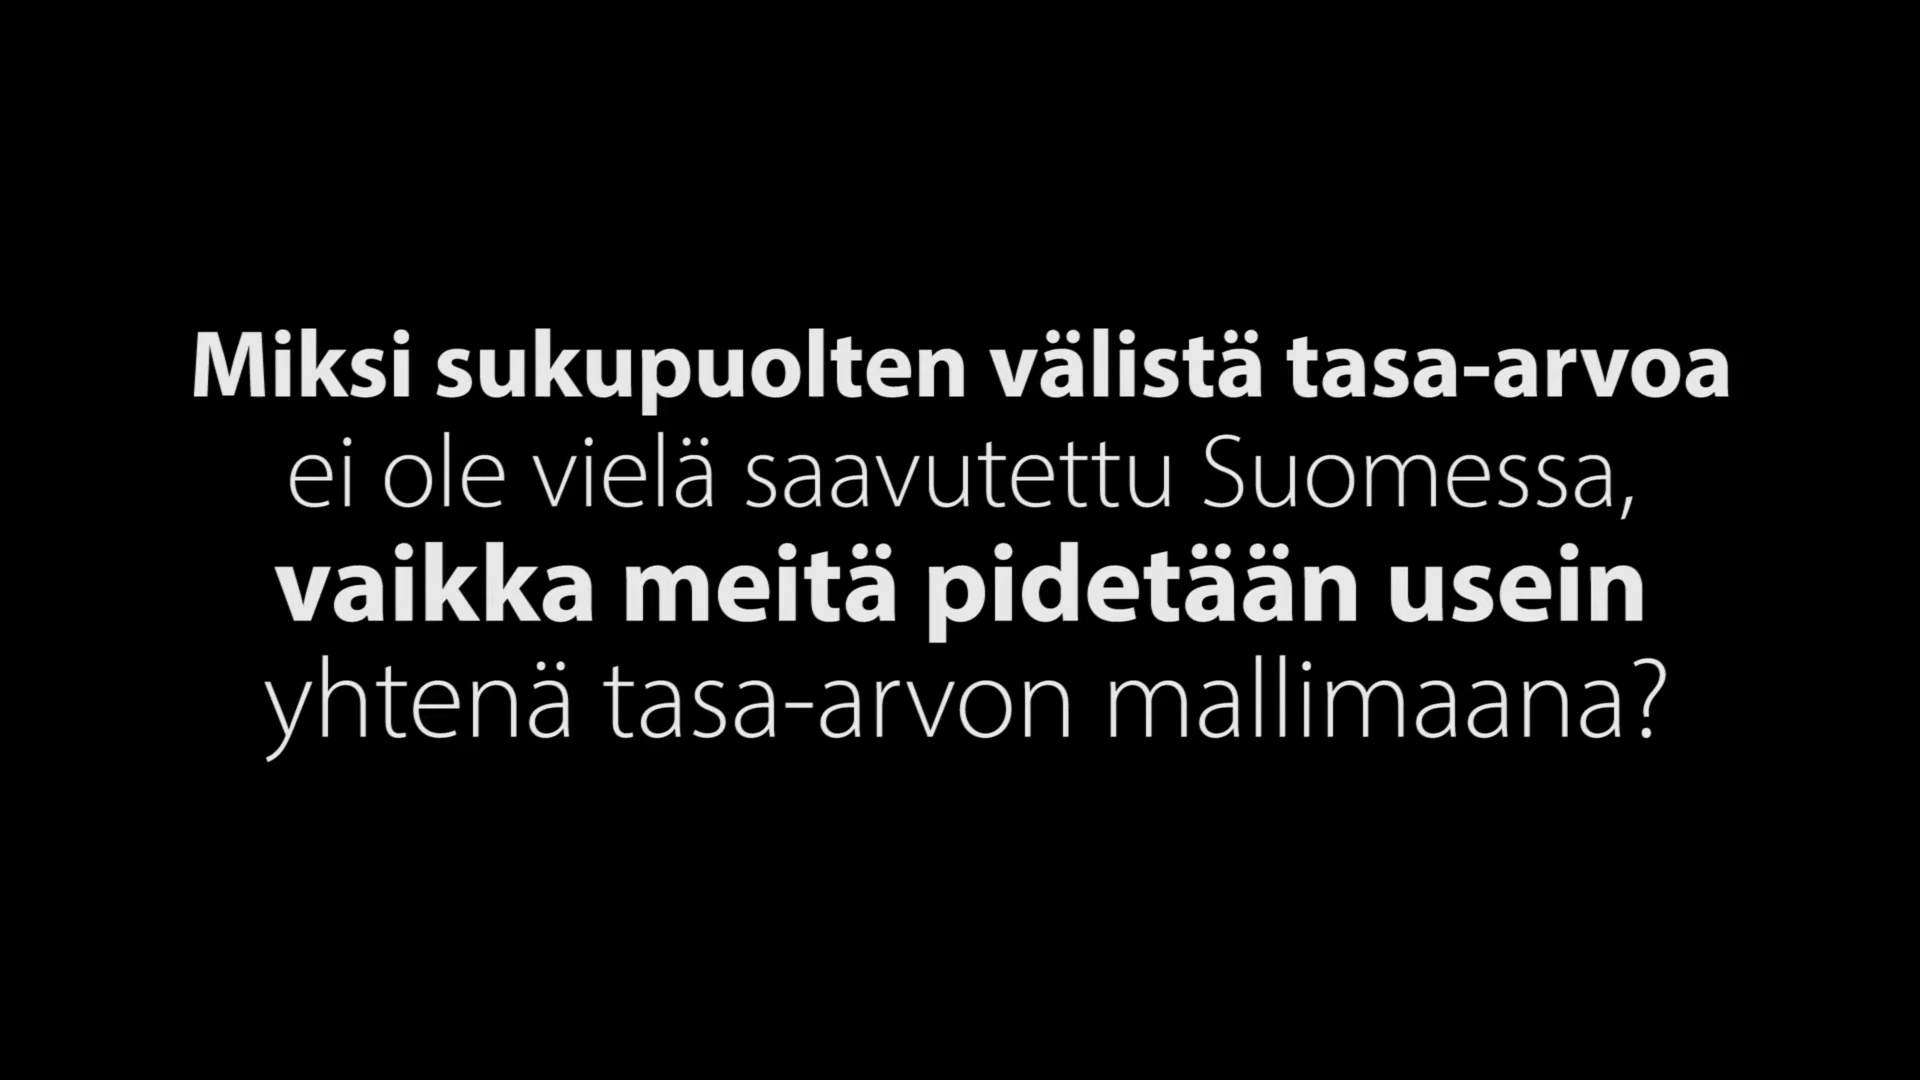 Miksi sukupuolten välistä tasa-arvoa
ei ole vielä saavutettu Suomessa,
vaikka meitä pidetään usein
yhtenä tasa-arvon mallimaana?